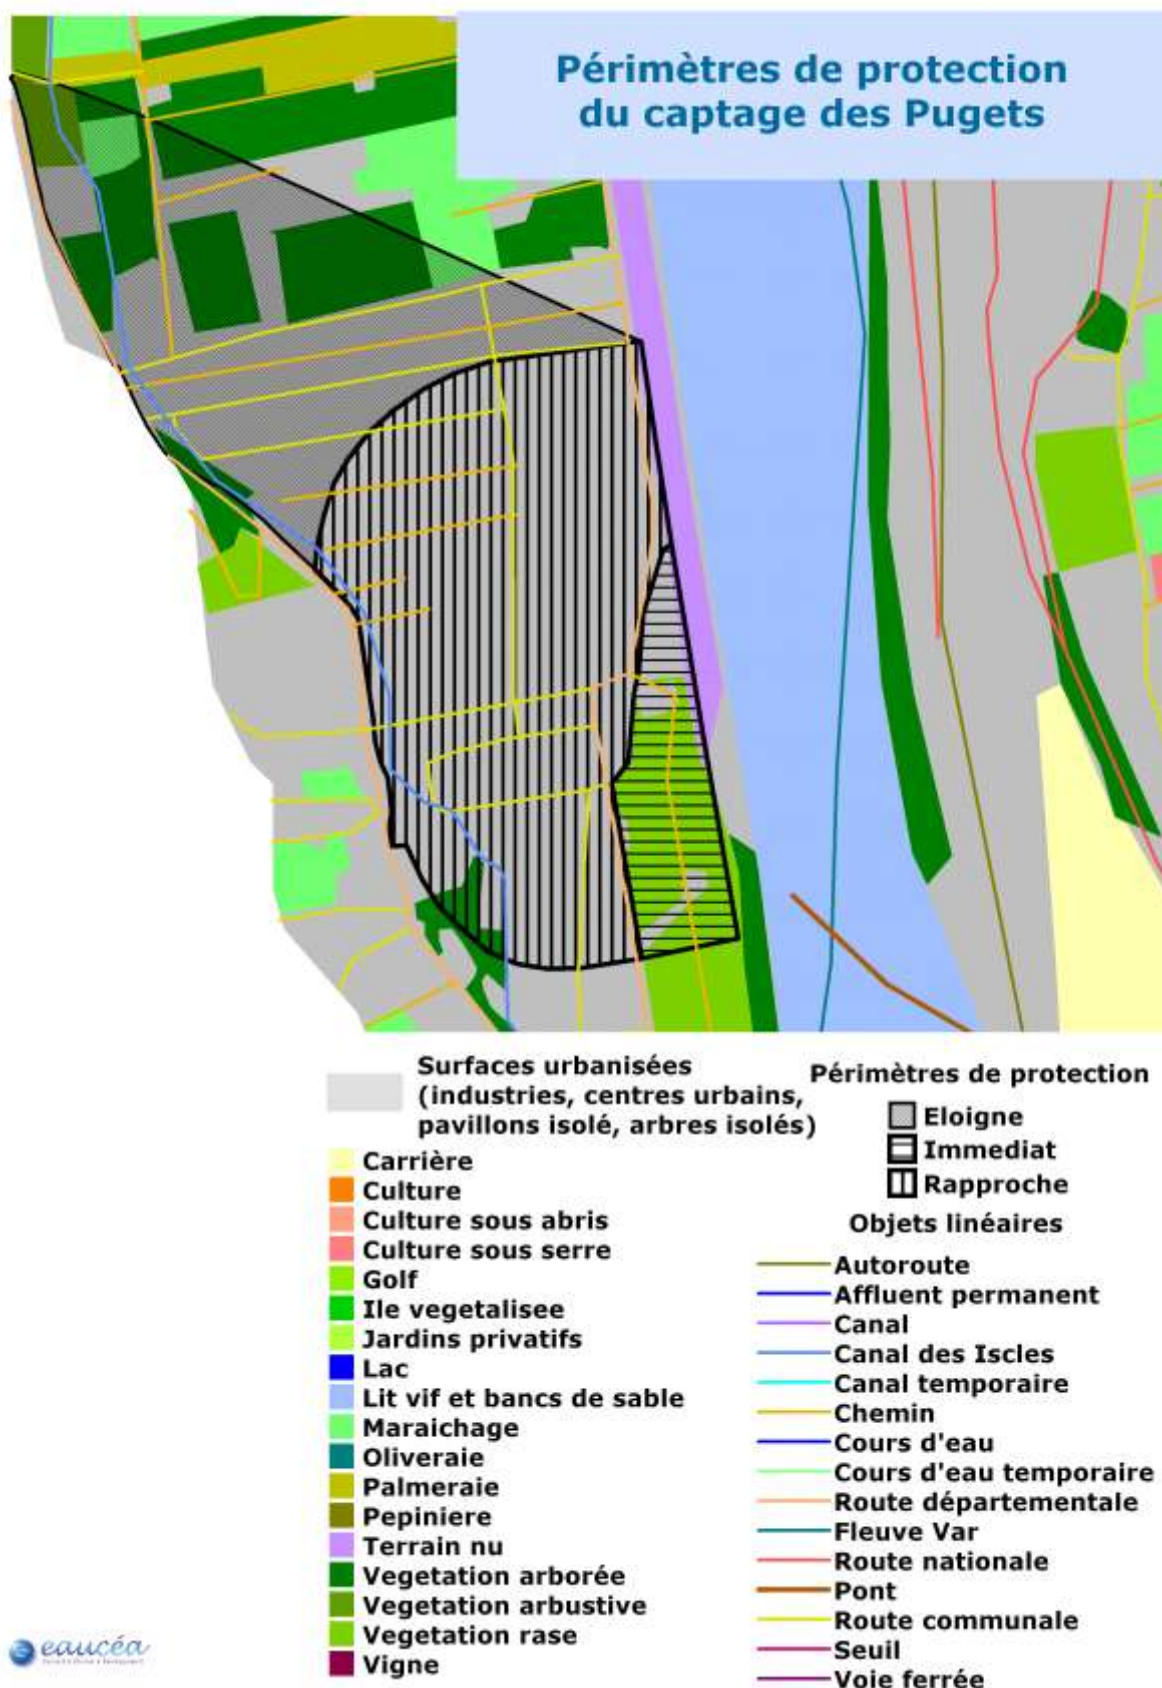 Périmètres de protection
du captage des Pugets
Surfaces urbanisées
(industries, centres urbains,
pavillons isolé, arbres isolés)
Carrière
Culture
Culture sous abris
Culture sous serre
Golf
Ile vegetalisee
Jardins privatifs
Lac
Lit vif et bancs de sable
Maraichage
Oliveraie
Palmeraie
Pepiniere
Terrain nu
Vegetation arborée
Vegetation arbustive
Vegetation rase
Vigne
Périmètres de protection
Eloigne
Immediat
Rapproche
Objets linéaires
Autoroute
Affluent permanent
Canal
Canal des Iscles
Canal temporaire
Chemin
Cours d'eau
Cours d'eau temporaire
Route départementale
Fleuve Var
Route nationale
Pont
Route communale
Seuil
Voie ferrée
eaucéa